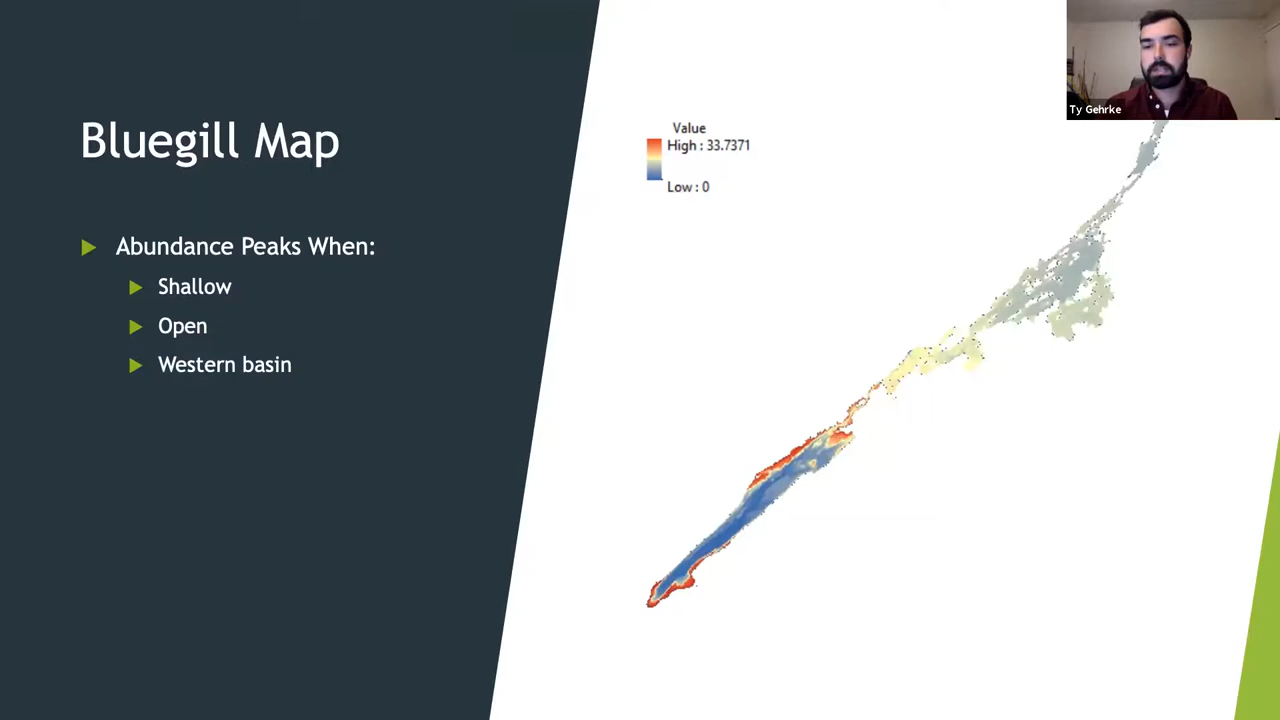 Bluegill Map
Abundance Peaks When:
Shallow
Open
Western basin
Value
High : 33.7371
Low : 0
Ty Gehrke